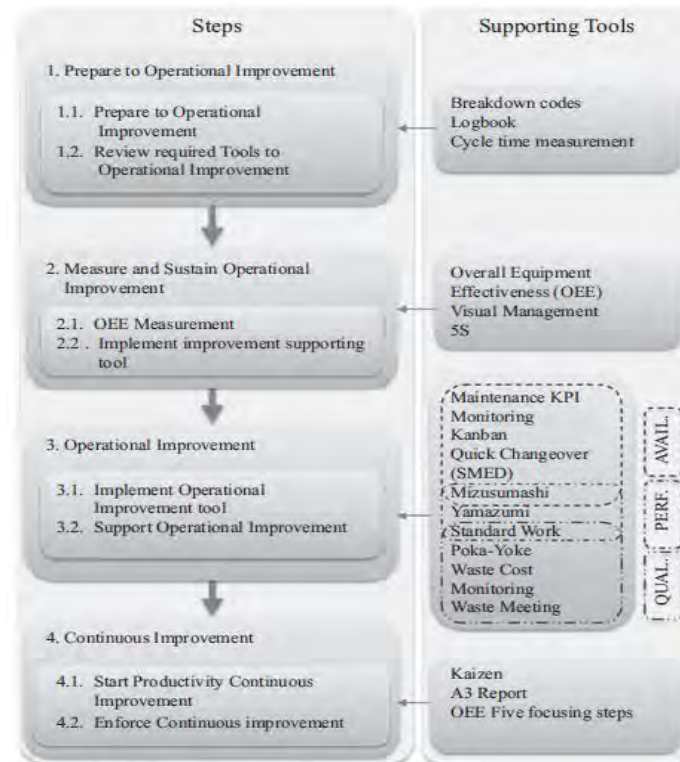 Steps
1. Prepare to Operational Improvement
1.1. Prepare to Operational
Improvement
1.2. Review required Tools to
Operational Improvement
2. Measure and Sustain Operational
Improvement
2.1. OEE Measurement
2.2 . Implement improvement supporting
tool
3. Operational Improvement
3.1. Implement Operational
Improvement tool
3.2. Support Operational Improvement
4. Continuous Improvement
4.1. Start Productivity Continuous
Improvement
4.2. Enforce Continuous improvement
Supporting Tools
Breakdown codes
Logbook
Cycle time measurement
Overall Equipment
Effectiveness (OEE)
Visual Management
5S
Maintenance KPI
Monitoring
Kanban
Quick Changeover
(SMED)
Mizusumashi
Yamazumi
Standard Work
Poka-Yoke
Waste Cost
Monitoring
Waste Meeting
AVAIL.
PERF.
QUAL.
Kaizen
A3 Report
OEE Five focusing steps